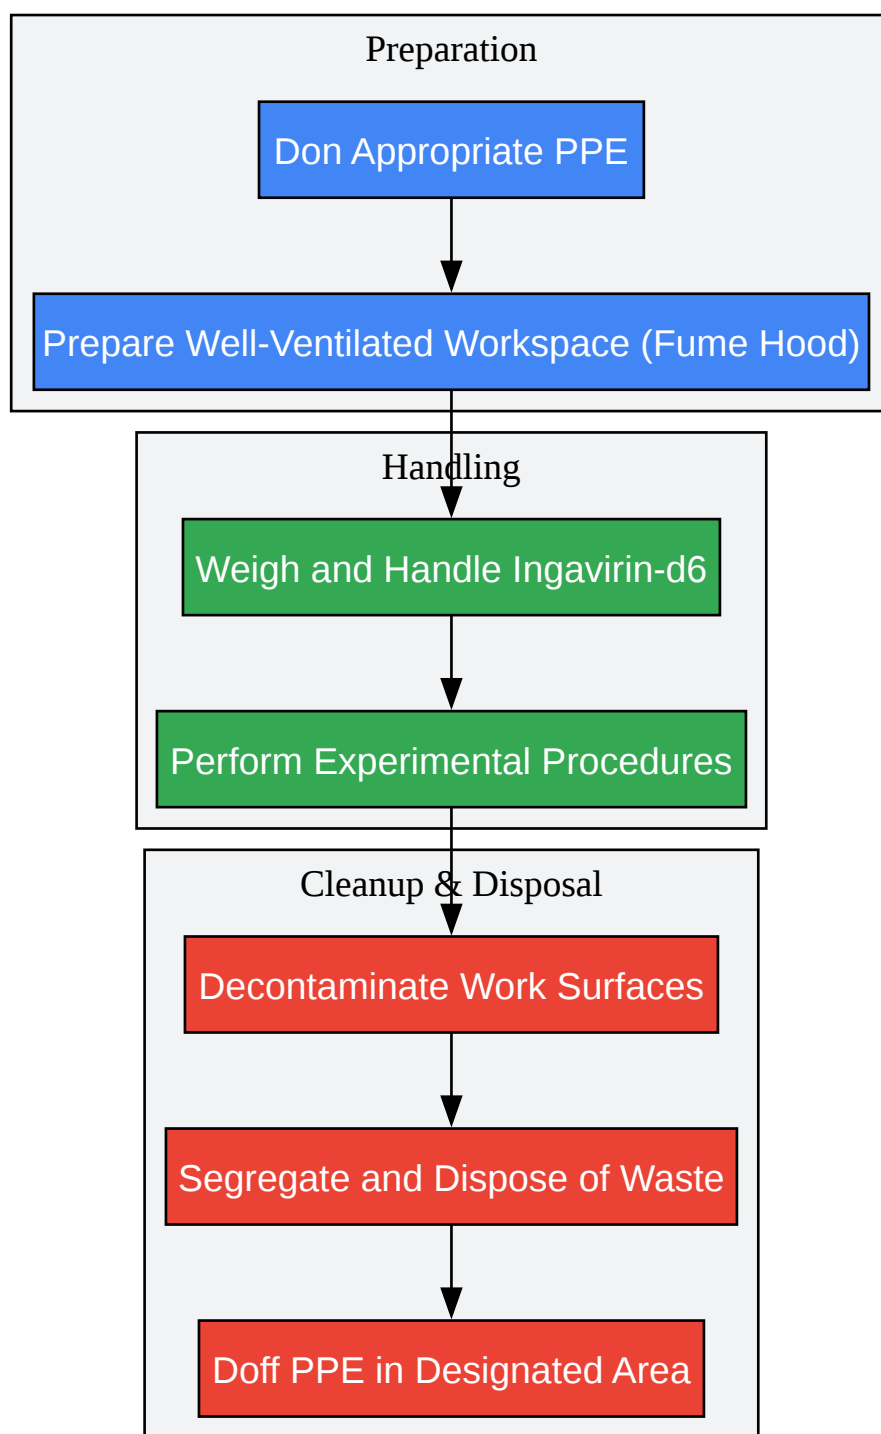 Preparation
Don Appropriate PPE
Prepare Well-Ventilated Workspace (Fume Hood)
Handling
Weigh and Handle Ingavirin-d6
Perform Experimental Procedures
Cleanup & Disposal
Decontaminate Work Surfaces
Segregate and Dispose of Waste
Doff PPE in Designated Area